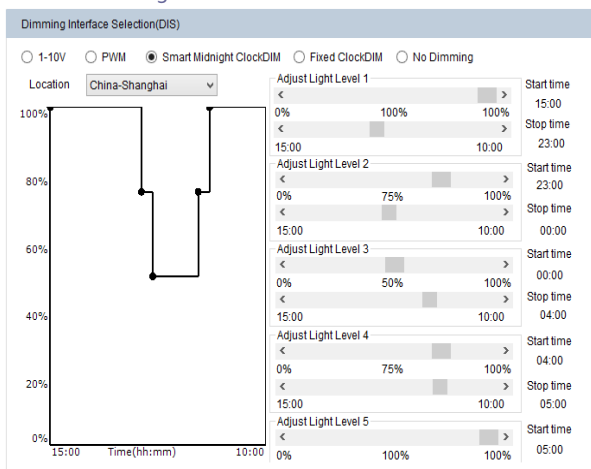 Dimming Interface Selection(DIS)
1-10V PWM Smart Midnight ClockDIM Fixed ClockDIM No Dimming
Location China-Shanghai
100%
80%
60%
40%
20%
0%
15:00 Time(hh:mm) 10:00
Adjust Light Level 1
0% 100% 100%
15:00 10:00
Start time
15:00
Stop time
23:00
Adjust Light Level 2
0% 75% 100%
15:00 10:00
Start time
23:00
Stop time
00:00
Adjust Light Level 3
0% 50% 100%
15:00 10:00
Start time
00:00
Stop time
04:00
Adjust Light Level 4
0% 75% 100%
15:00 10:00
Start time
04:00
Stop time
05:00
Adjust Light Level 5
0% 100% 100%
Start time
05:00